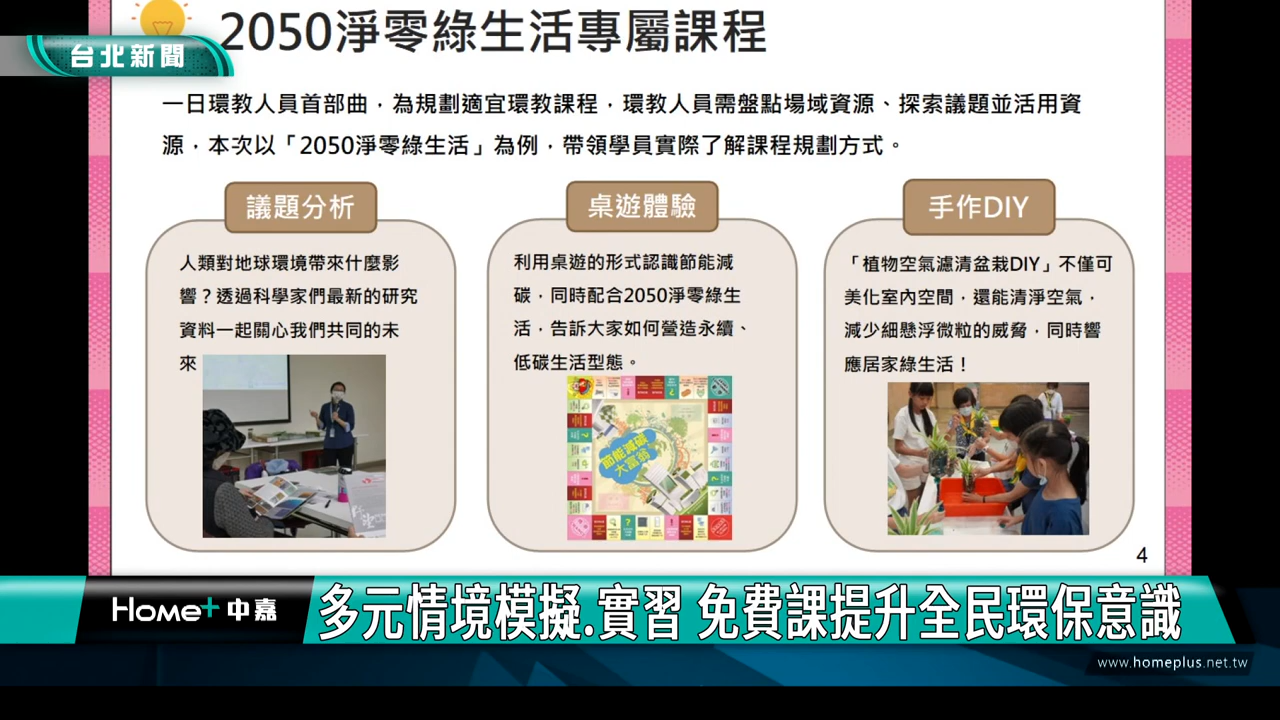 2050淨零綠生活專屬課程
台北新聞
一日環教人員首部曲，為規劃適宜環教課程，環教人員需盤點場域資源、探索議題並活用資
源，本次以「2050淨零綠生活」為例，帶領學員實際了解課程規劃方式。
議題分析
人類對地球環境帶來什麼影
響？透過科學家們最新的研究
資料一起關心我們共同的未
來
桌遊體驗
利用桌遊的形式認識節能減
碳，同時配合2050淨零綠生
活，告訴大家如何營造永續、
低碳生活型態。
節能減碳
大富翁
手作DIY
「植物空氣濾清盆栽DIY」不僅可
美化室內空間，還能清淨空氣，
減少細懸浮微粒的威脅，同時響
應居家綠生活！
4
Home+中嘉
多元情境模擬.實習 免費課提升全民環保意識
www.homeplus.net.tw